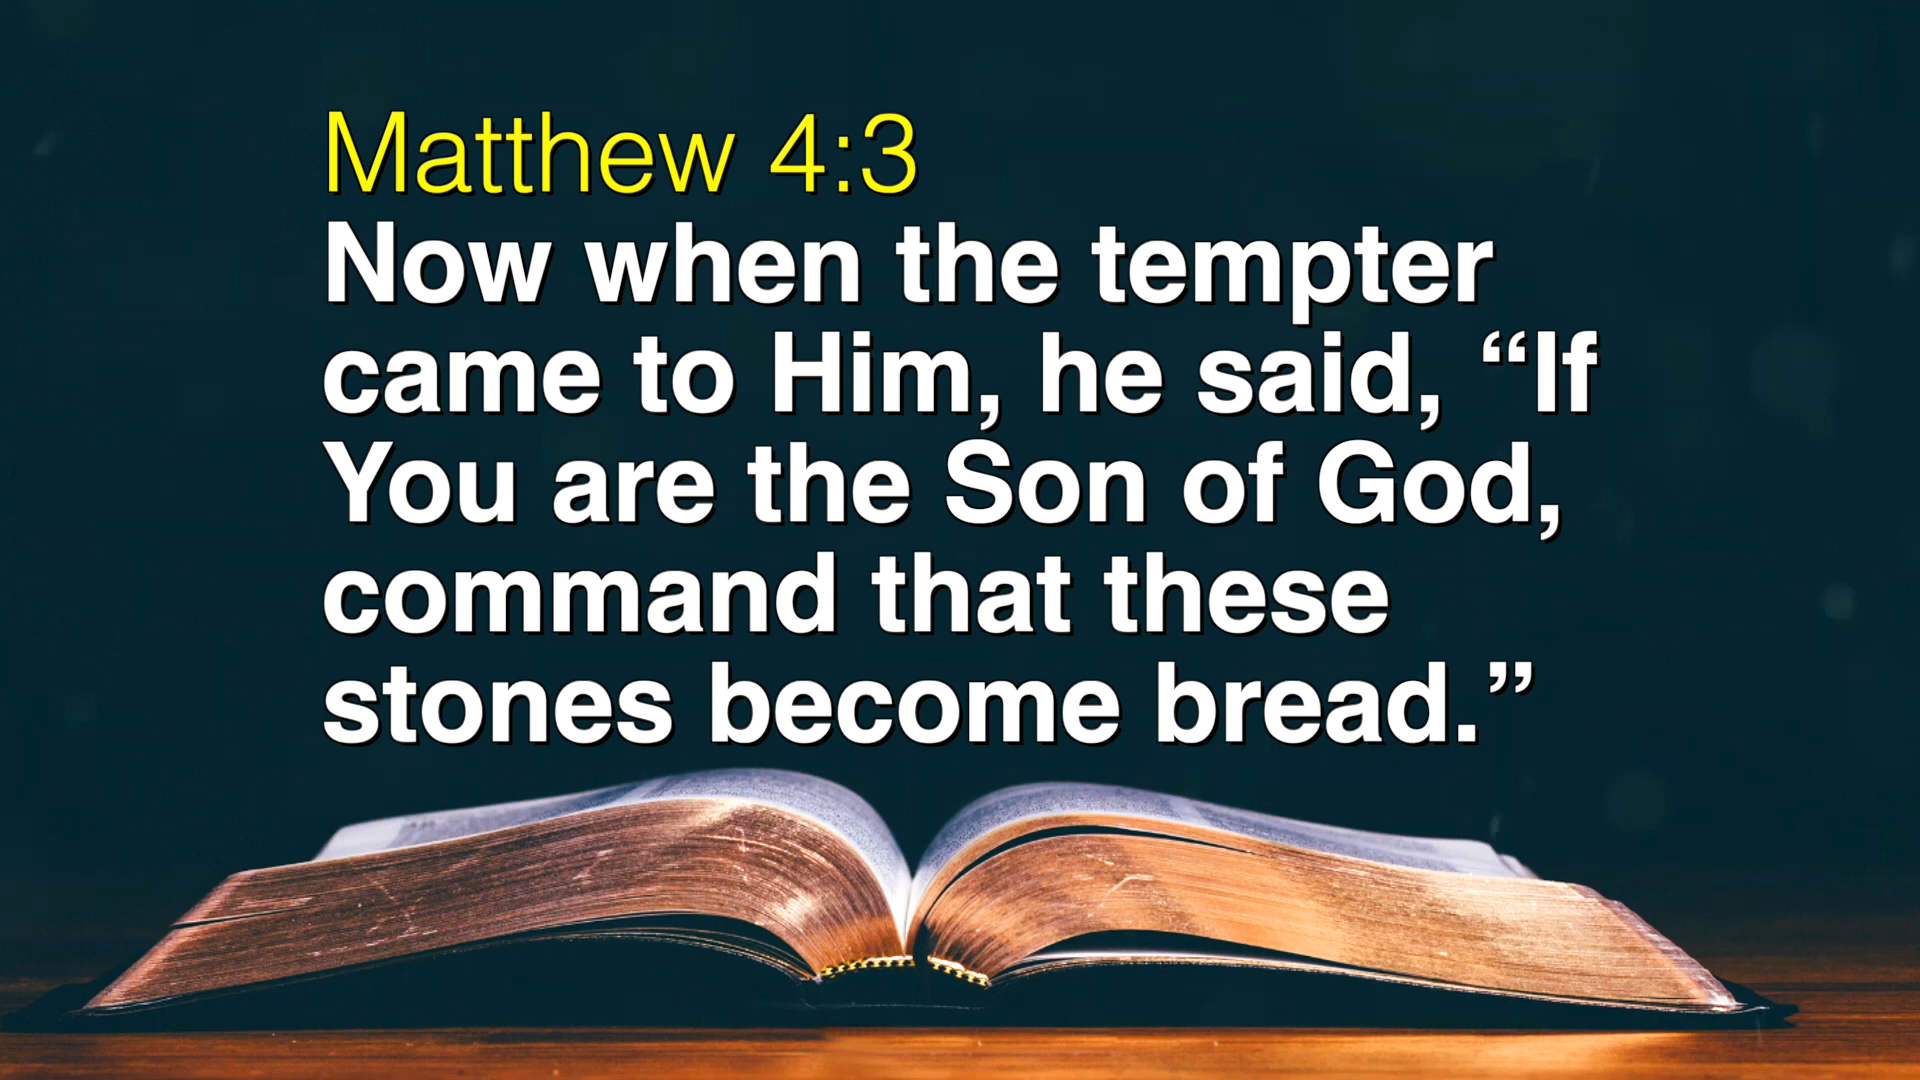 Matthew 4:3
Now when the tempter
came to Him, he said, “If
You are the Son of God,
command that these
stones become bread.”